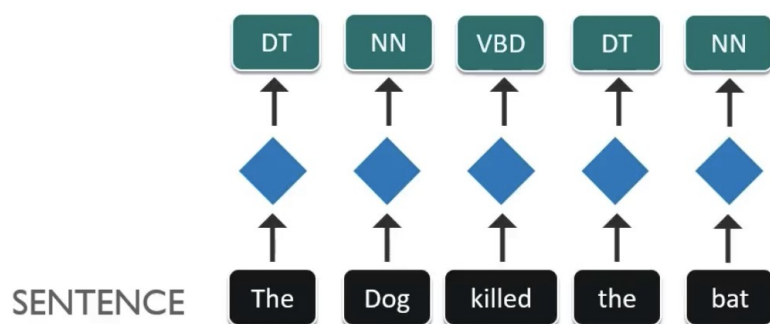 DT NN VBD DT NN
SENTENCE The Dog killed the bat